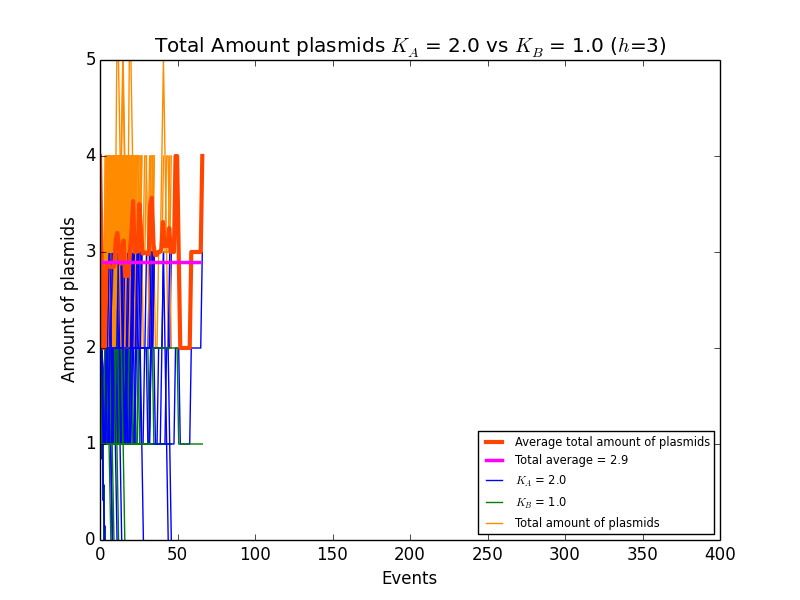 Total Amount plasmids K_A = 2.0 vs K_B = 1.0 (h=3)
Amount of plasmids
5
4
3
2
1
0
0 50 100 150 200 250 300 350 400
Events
Average total amount of plasmids
Total average = 2.9
K_A = 2.0
K_B = 1.0
Total amount of plasmids